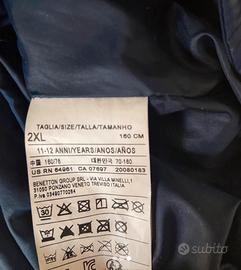 TAGLIA/SIZE/TALLA/TAMANHO
2XL 160 CM
11-12 ANNI/YEARS/ANOS/AÑOS
中国 160/76 대한민국 70-160
US RN 64961 CA 07697 20080183
BENETTON GROUP SRL - VIA VILLA MINELLI,1
31050 PONZANO VENETO TREVISO ITALIA
P.Iva 03490770264
30
subito